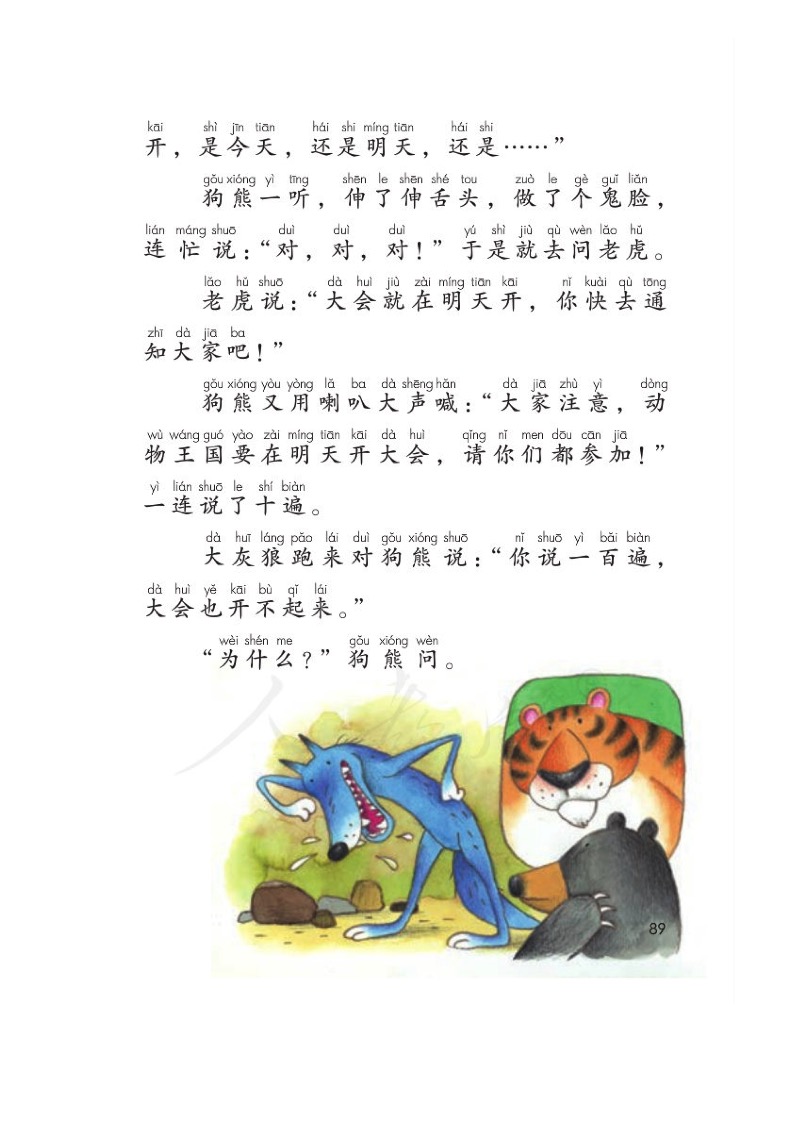 kāi shì jīn tiān hái shi míng tiān hái shi
开，是今天，还是明天，还是……”
gǒu xióng yì tīng shēn le shēn shé tou zuò le gè guǐ liǎn
狗熊一听，伸了伸舌头，做了个鬼脸，
lián máng shuō duì duì duì yú shì jiù qù wèn lǎo hǔ
连忙说：“对，对，对！”于是就去问老虎。
lǎo hǔ shuō dà huì jiù zài míng tiān kāi nǐ kuài qù tōng
老虎说：“大会就在明天开，你快去通
zhī dà jiā ba
知大家吧！”
gǒu xióng yòu yòng lǎ ba dà shēng hǎn dà jiā zhù yì dòng
狗熊又用喇叭大声喊：“大家注意，动
wù wáng guó yào zài míng tiān kāi dà huì qǐng nǐ men dōu cān jiā
物王国要在明天开大会，请你们都参加！”
yì lián shuō le shí biàn
一连说了十遍。
dà huī láng pǎo lái duì gǒu xióng shuō nǐ shuō yì bǎi biàn
大灰狼跑来对狗熊说：“你说一百遍，
dà huì yě kāi bù qǐ lái
大会也开不起来。”
wèi shén me gǒu xióng wèn
“为什么？”狗熊问。
89